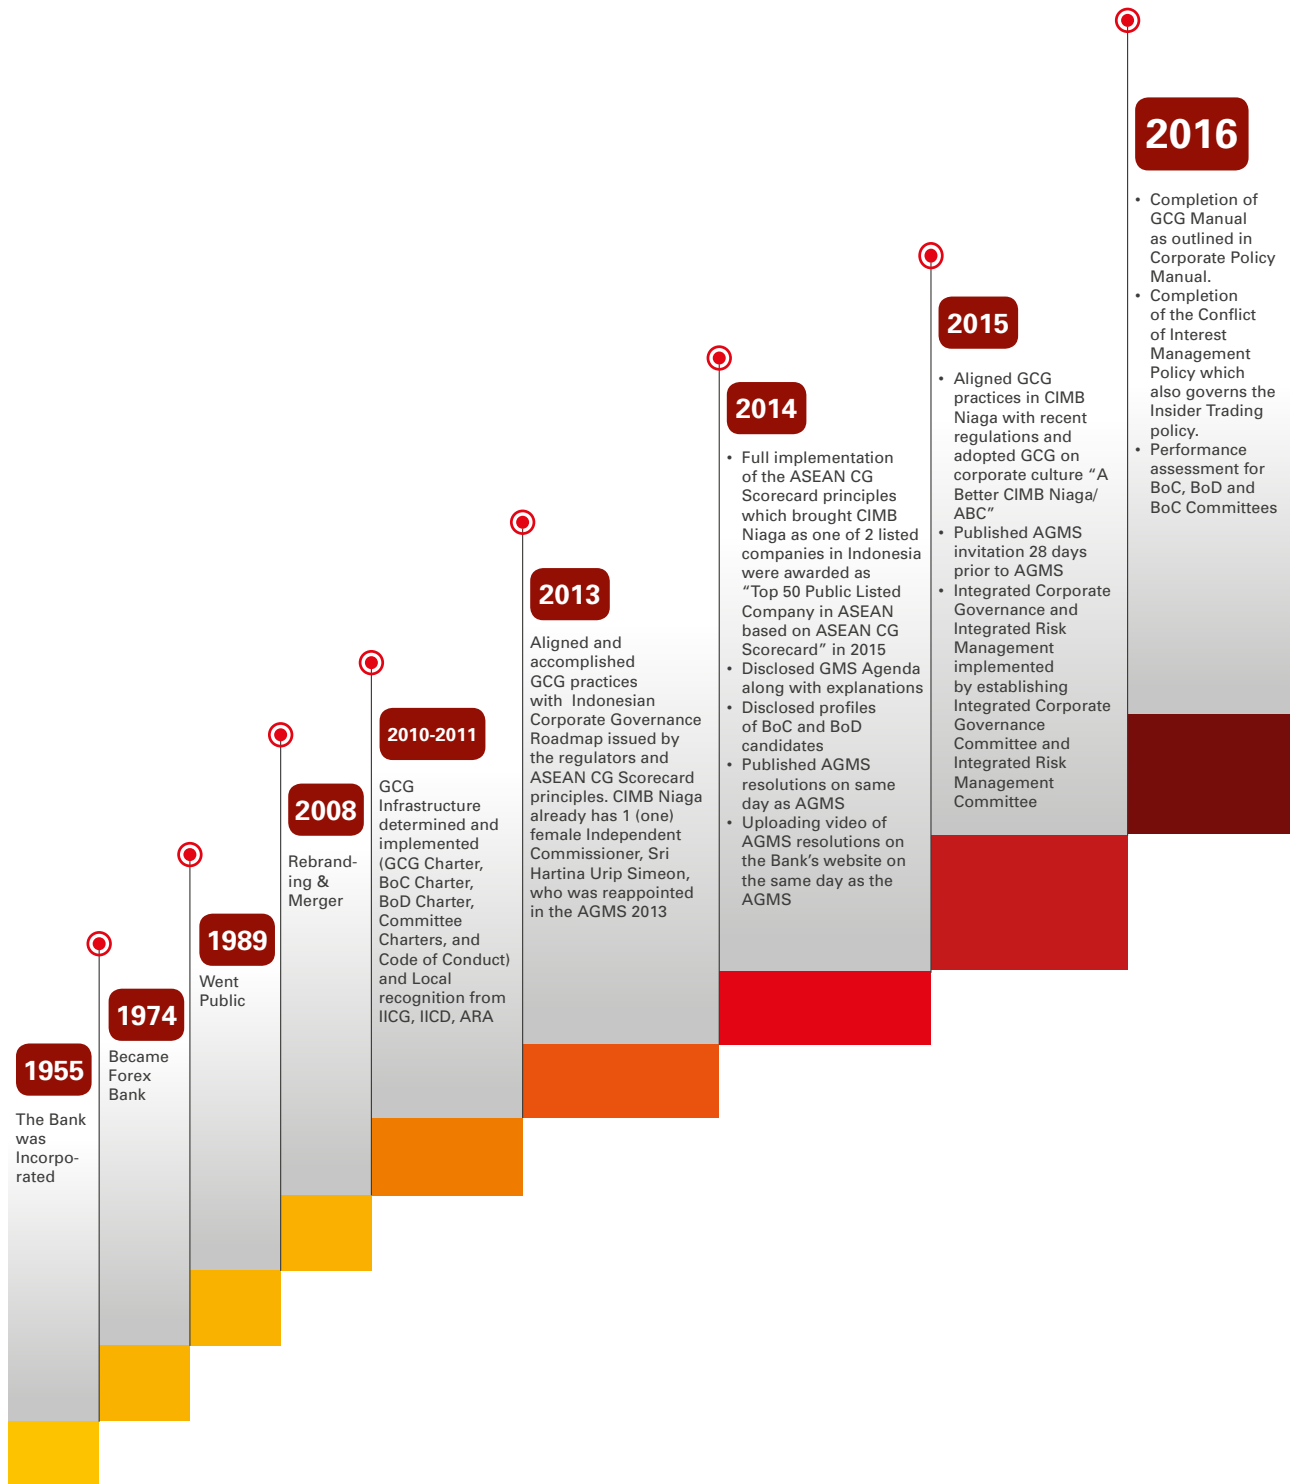 1955
The Bank
was
Incorpo-
rated
1974
Became
Forex
Bank
1989
Went
Public
2008
Rebrand-
ing &
Merger
2010-2011
GCG
Infrastructure
determined and
implemented
(GCG Charter,
BoC Charter,
BoD Charter,
Committee
Charters, and
Code of Conduct)
and Local
recognition from
IICG, IICD, ARA
2013
Aligned and
accomplished
GCG practices
with Indonesian
Corporate Governance
Roadmap issued by
the regulators and
ASEAN CG Scorecard
principles. CIMB Niaga
already has 1 (one)
female Independent
Commissioner, Sri
Hartina Urip Simeon,
who was reappointed
in the AGMS 2013
2014
• Full implementation
of the ASEAN CG
Scorecard principles
which brought CIMB
Niaga as one of 2 listed
companies in Indonesia
were awarded as
“Top 50 Public Listed
Company in ASEAN
based on ASEAN CG
Scorecard” in 2015
• Disclosed GMS Agenda
along with explanations
• Disclosed profiles
of BoC and BoD
candidates
• Published AGMS
resolutions on same
day as AGMS
• Uploading video of
AGMS resolutions on
the Bank’s website on
the same day as the
AGMS
2015
• Aligned GCG
practices in CIMB
Niaga with recent
regulations and
adopted GCG on
corporate culture “A
Better CIMB Niaga/
ABC”
• Published AGMS
invitation 28 days
prior to AGMS
• Integrated Corporate
Governance and
Integrated Risk
Management
implemented
by establishing
Integrated Corporate
Governance
Committee and
Integrated Risk
Management
Committee
2016
• Completion of
GCG Manual
as outlined in
Corporate Policy
Manual.
• Completion
of the Conflict
of Interest
Management
Policy which
also governs the
Insider Trading
policy.
• Performance
assessment for
BoC, BoD and
BoC Committees